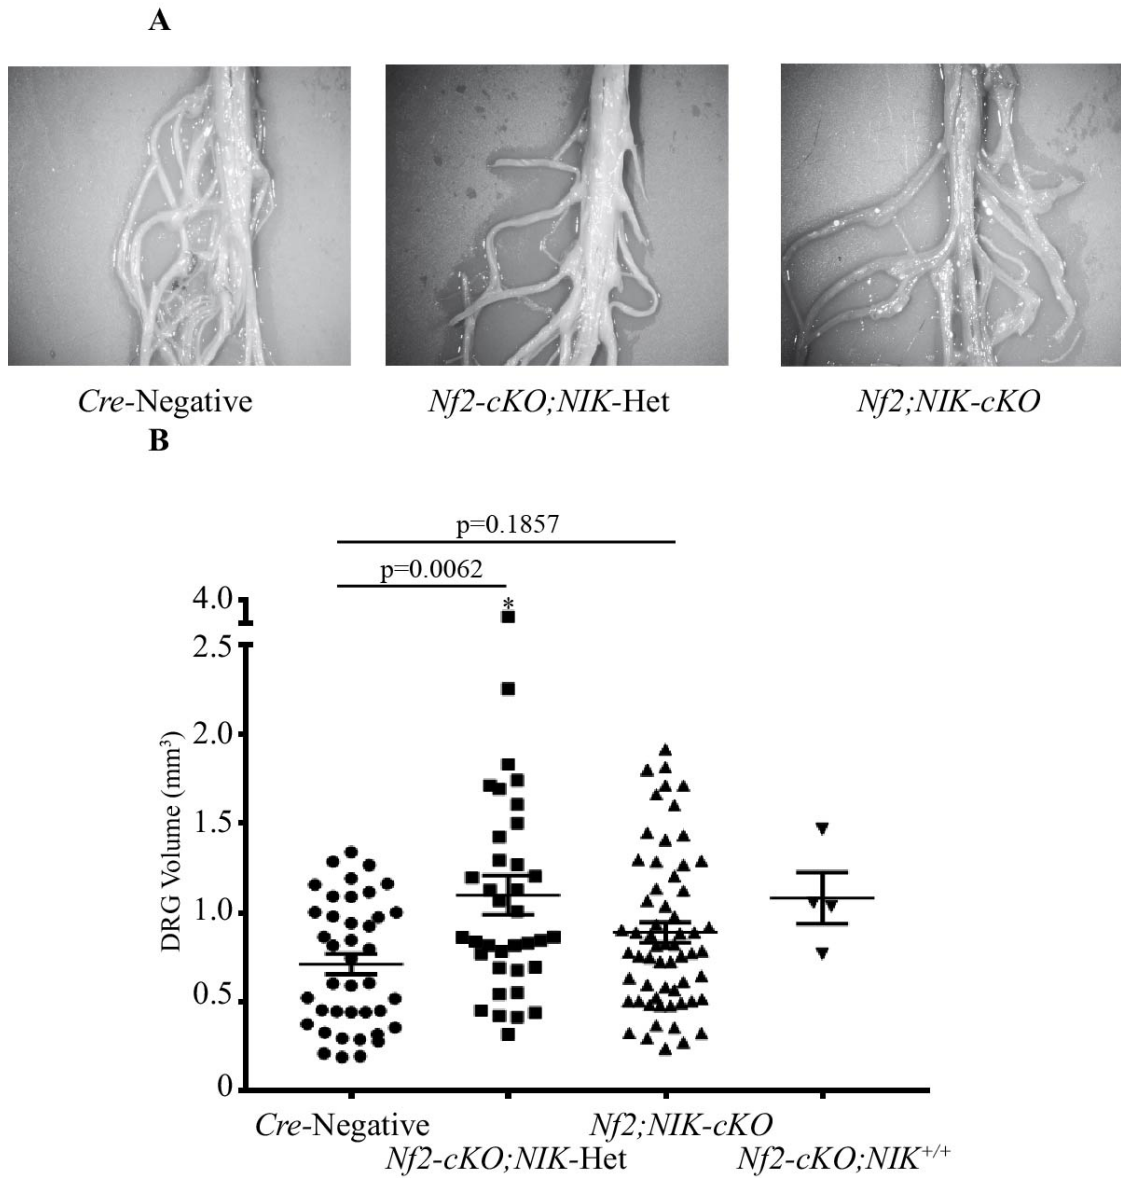 A
Cre-Negative
Nf2-cKO;NIK-Het
Nf2;NIK-cKO
B
p=0.1857
p=0.0062
*
4.0
2.5
2.0
1.5
1.0
0.5
0
DRG Volume (mm³)
Cre-Negative
Nf2-cKO;NIK-Het
Nf2;NIK-cKO
Nf2-cKO;NIK⁺/⁺